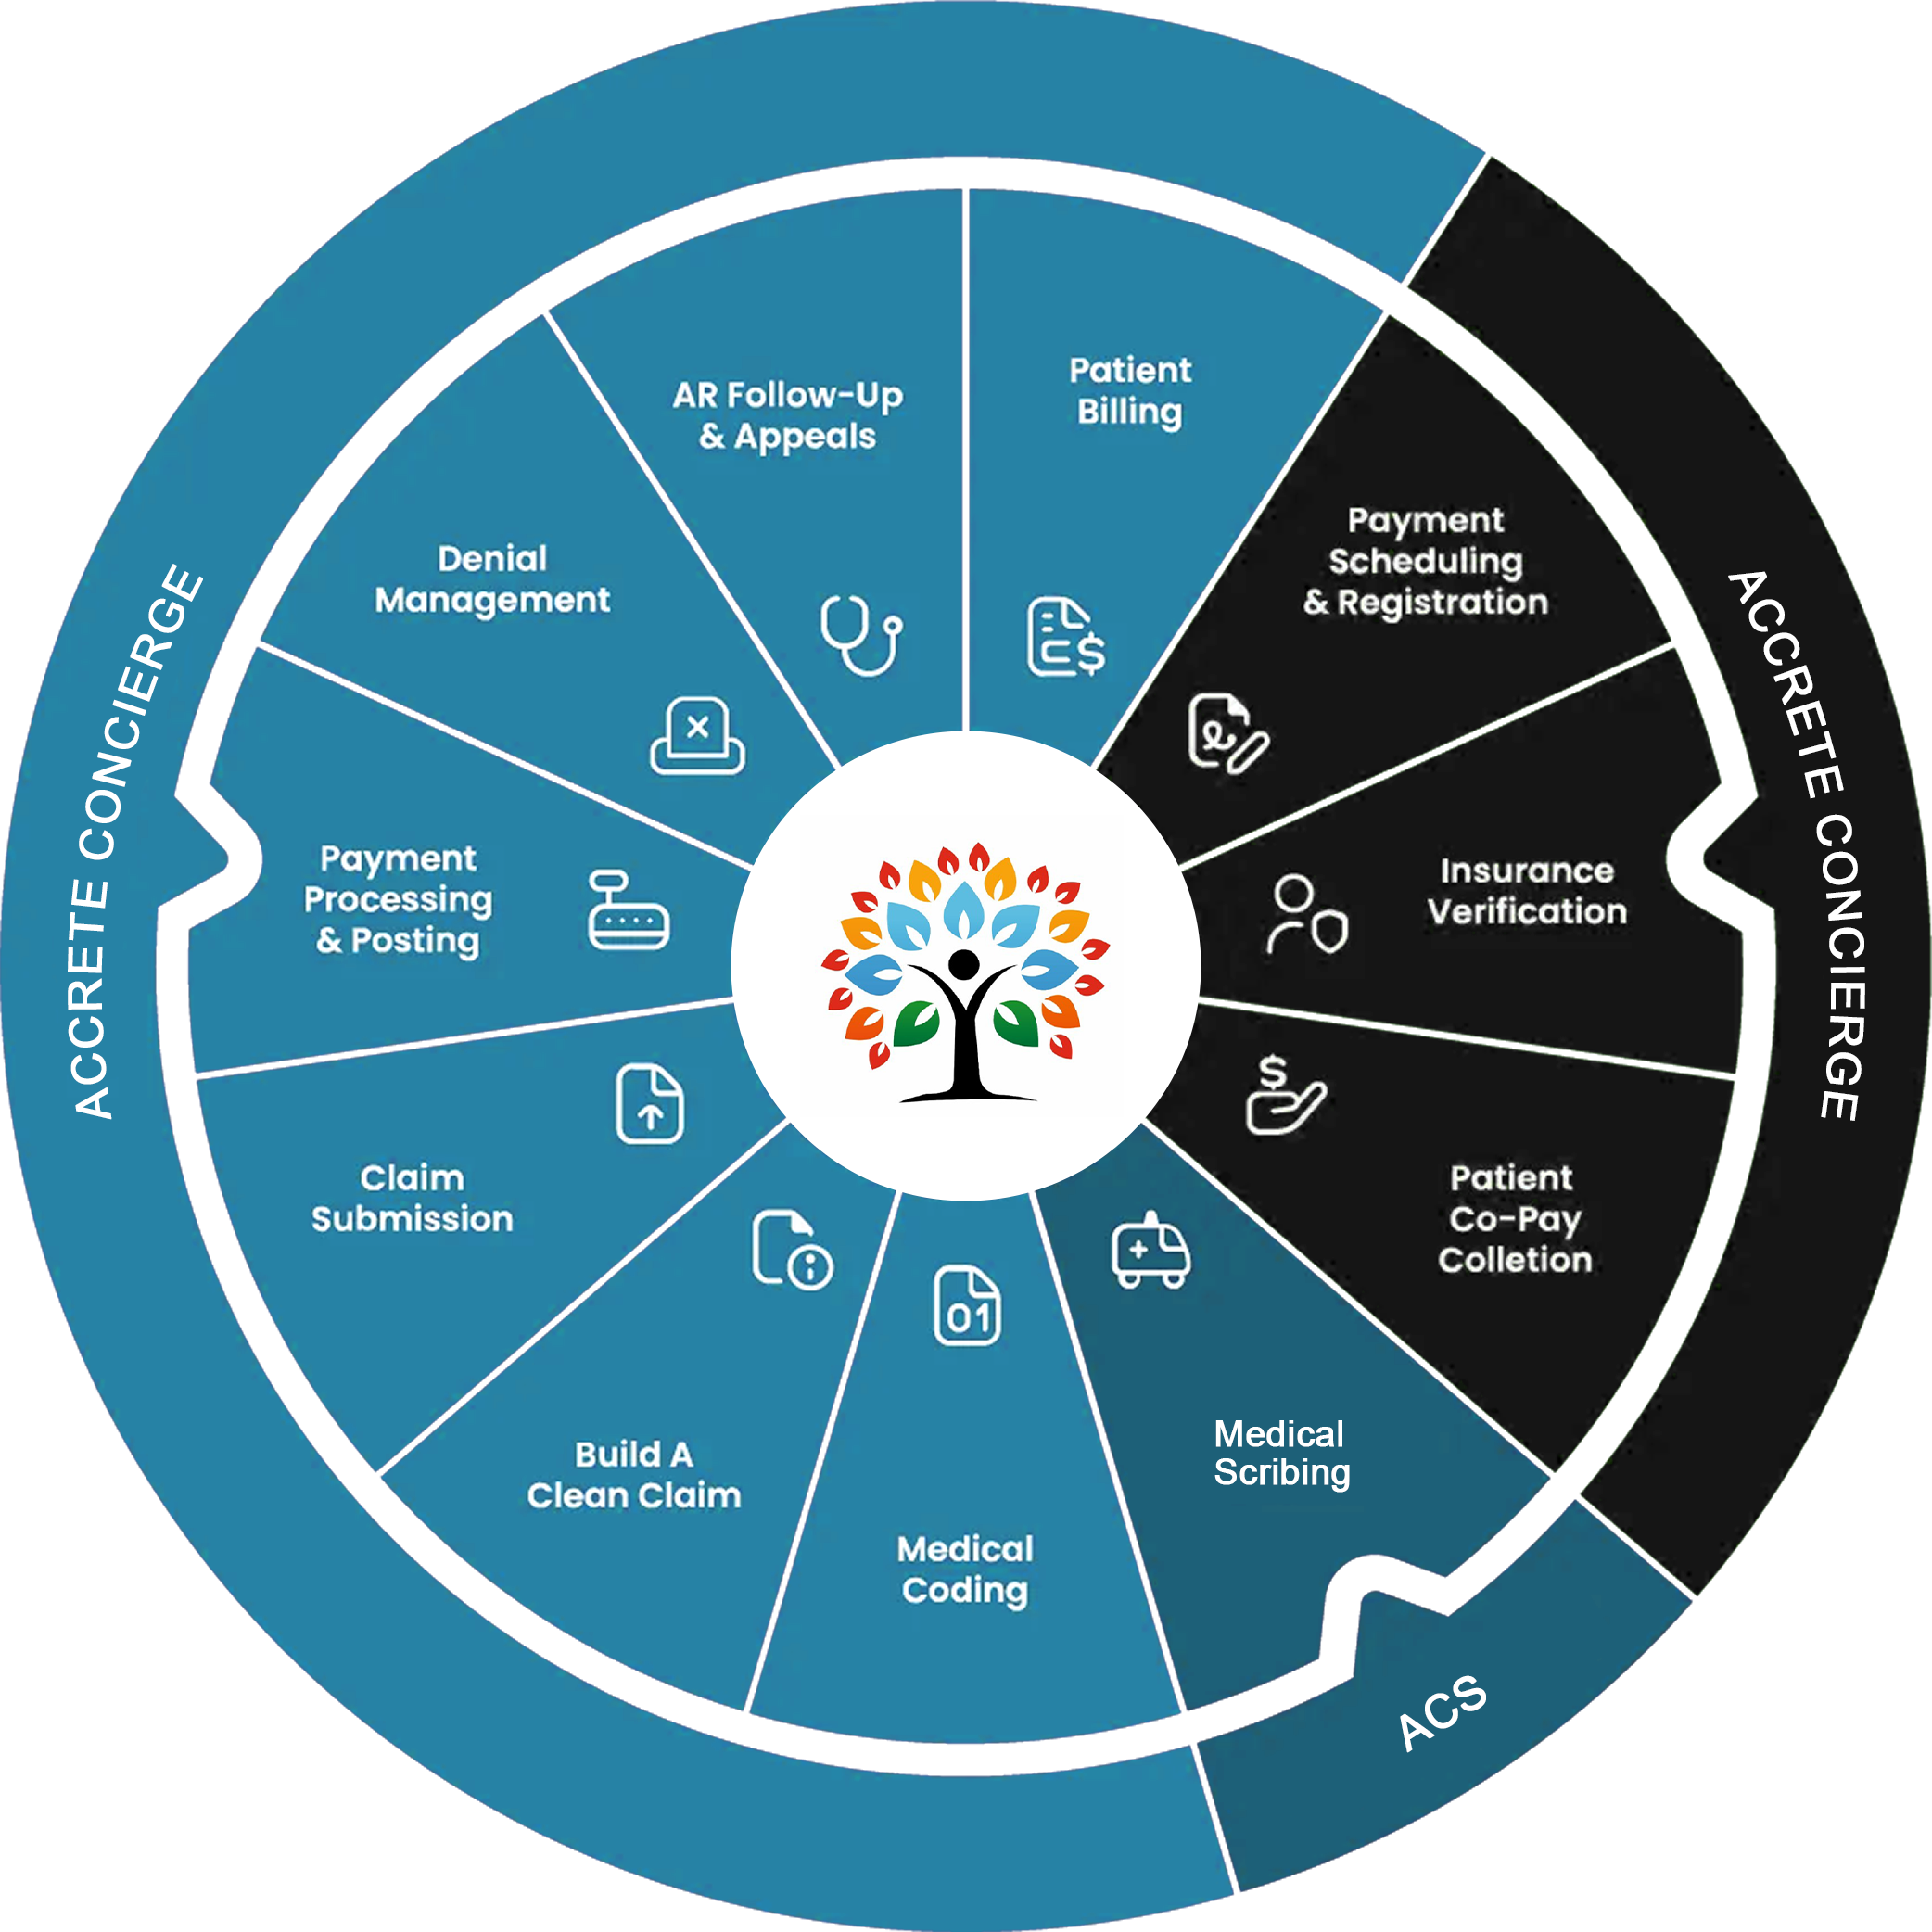 ACCRETE CONCIERGE
ACCRETE CONCIERGE
ACS
Patient
Billing
Payment
Scheduling
& Registration
Insurance
Verification
Patient
Co-Pay
Colletion
Medical
Scribing
Medical
Coding
01
Build A
Clean Claim
Claim
Submission
Payment
Processing
& Posting
Denial
Management
AR Follow-Up
& Appeals
$
$